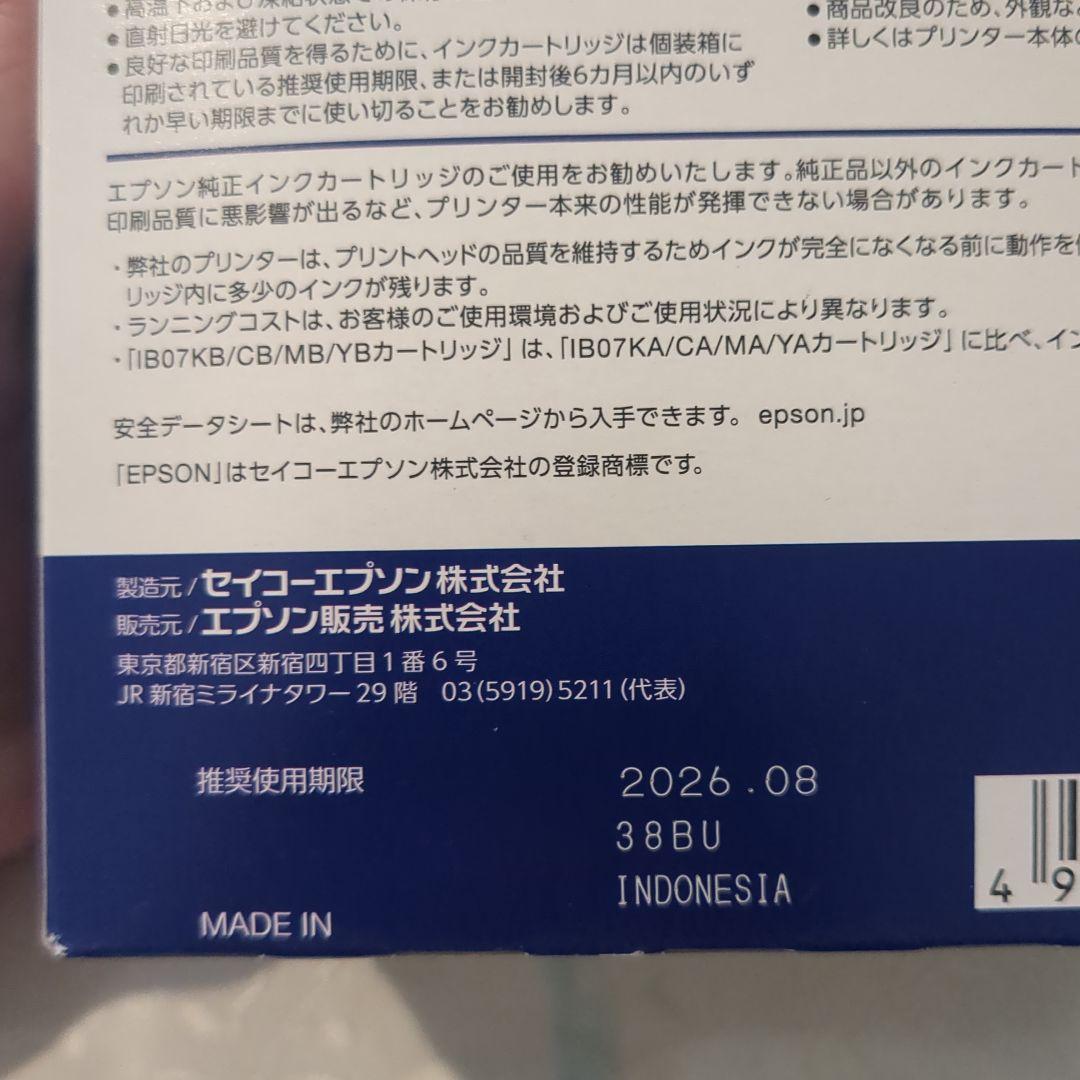 ●高温下および凍結状態での
●直射日光を避けてください。
●良好な印刷品質を得るために、インクカートリッジは個装箱に
印刷されている推奨使用期限、または開封後6カ月以内のいず
れか早い期限までに使い切ることをお勧めします。
●商品改良のため、外観な
●詳しくはプリンター本体の
エプソン純正インクカートリッジのご使用をお勧めいたします。純正品以外のインクカート
印刷品質に悪影響が出るなど、プリンター本来の性能が発揮できない場合があります。
・弊社のプリンターは、プリントヘッドの品質を維持するためインクが完全になくなる前に動作を
リッジ内に多少のインクが残ります。
・ランニングコストは、お客様のご使用環境およびご使用状況により異なります。
・「IB07KB/CB/MB/YBカートリッジ」は、「IB07KA/CA/MA/YAカートリッジ」に比べ、イン
安全データシートは、弊社のホームページから入手できます。 epson.jp
「EPSON」はセイコーエプソン株式会社の登録商標です。
製造元/セイコーエプソン株式会社
販売元/エプソン販売株式会社
東京都新宿区新宿四丁目1番6号
JR新宿ミライナタワー29階 03(5919)5211(代表)
推奨使用期限 2026.08
38BU
INDONESIA
MADE IN
4 9